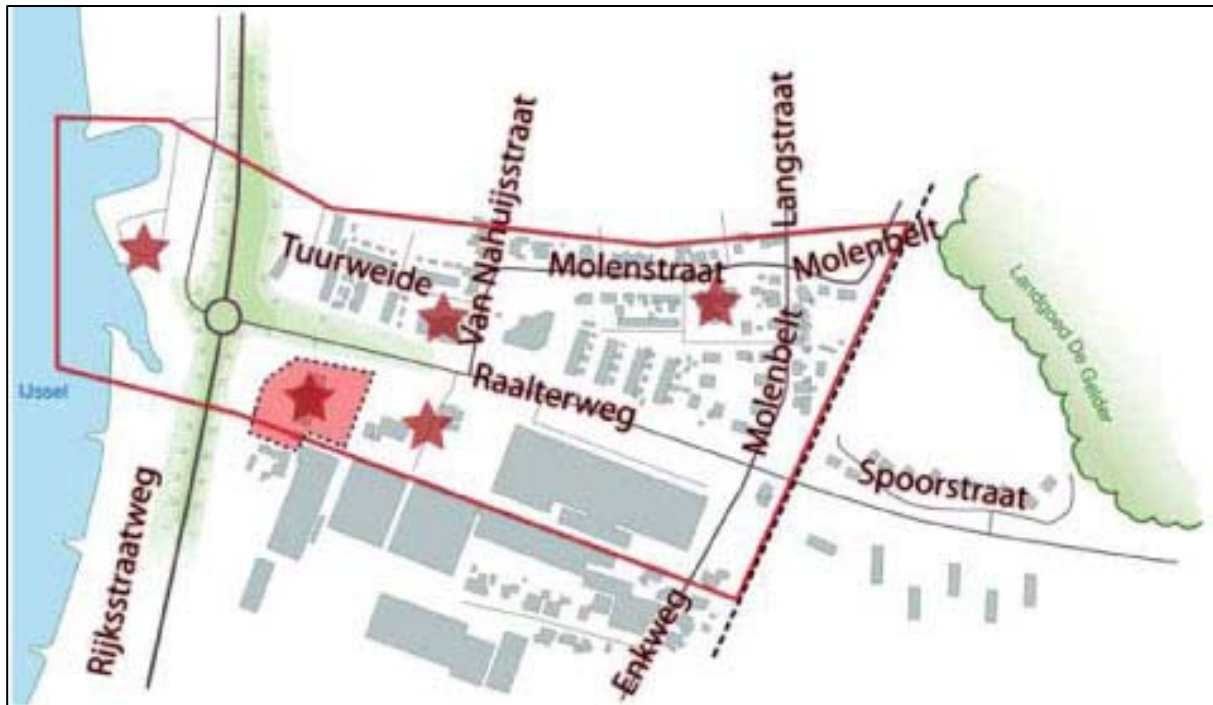 Van Nahuijsstraat
Langstraat
Tuurweide
Molenstraat
Molenbelt
Landgoed De Gelder
IJssel
Raalterweg
Molenbelt
Spoorstraat
Rijksstraatweg
Enkweg